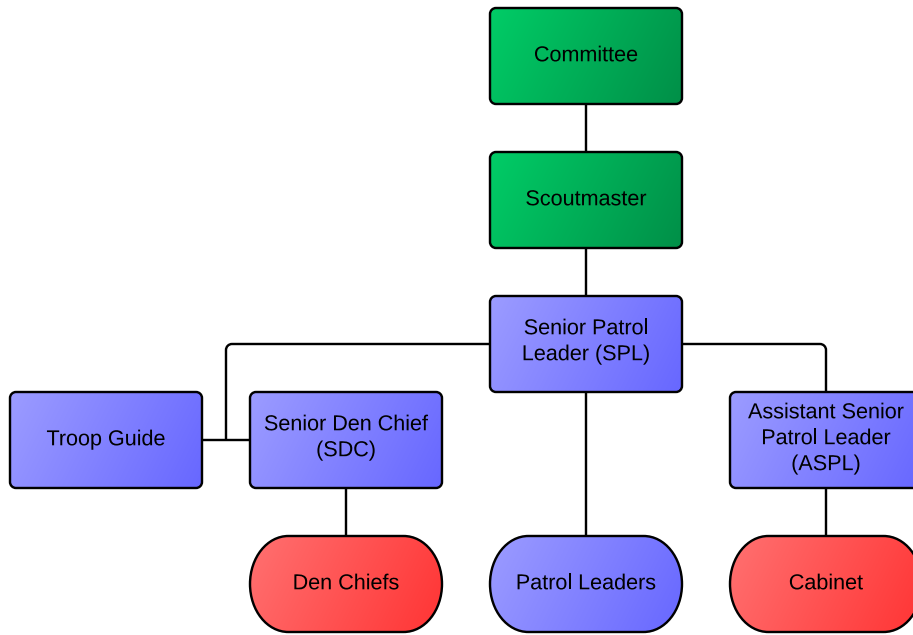 Committee
Scoutmaster
Senior Patrol
Leader (SPL)
Troop Guide
Senior Den Chief
(SDC)
Assistant Senior
Patrol Leader
(ASPL)
Den Chiefs
Patrol Leaders
Cabinet